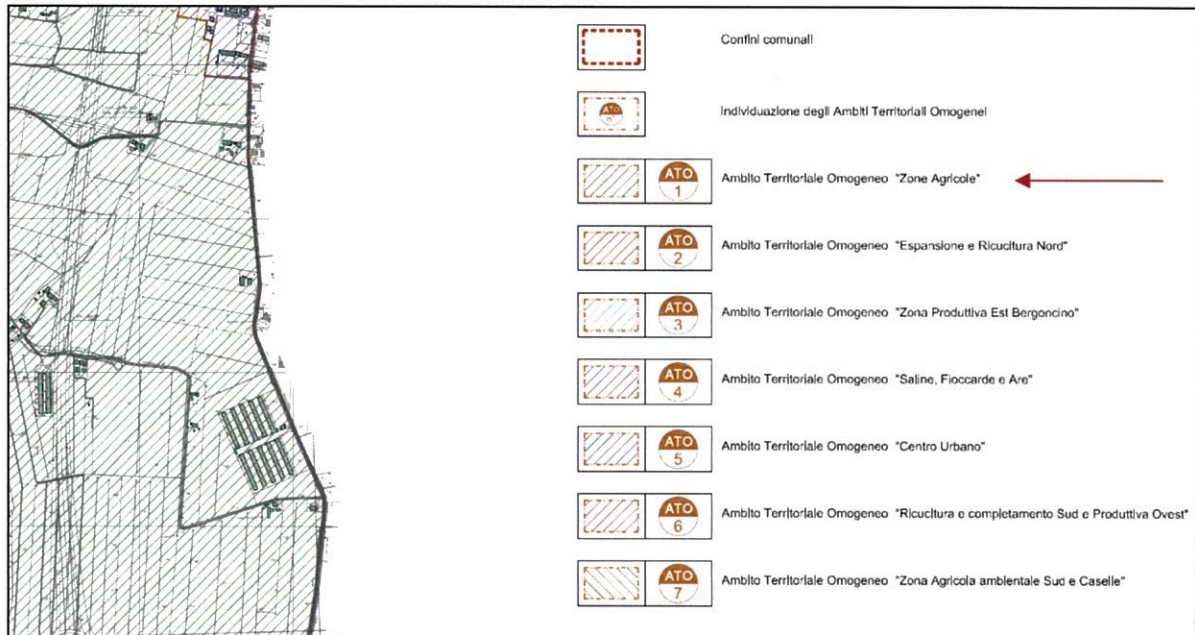 Confini comunali
ATO
Individuazione degli Ambiti Territoriali Omogenei
ATO
1
Ambito Territoriale Omogeneo "Zone Agricole"
ATO
2
Ambito Territoriale Omogeneo "Espansione e Ricucitura Nord"
ATO
3
Ambito Territoriale Omogeneo "Zona Produttiva Est Bergoncino"
ATO
4
Ambito Territoriale Omogeneo "Saline, Fioccarde e Are"
ATO
5
Ambito Territoriale Omogeneo "Centro Urbano"
ATO
6
Ambito Territoriale Omogeneo "Ricucitura e completamento Sud e Produttiva Ovest"
ATO
7
Ambito Territoriale Omogeneo "Zona Agricola ambientale Sud e Caselle"